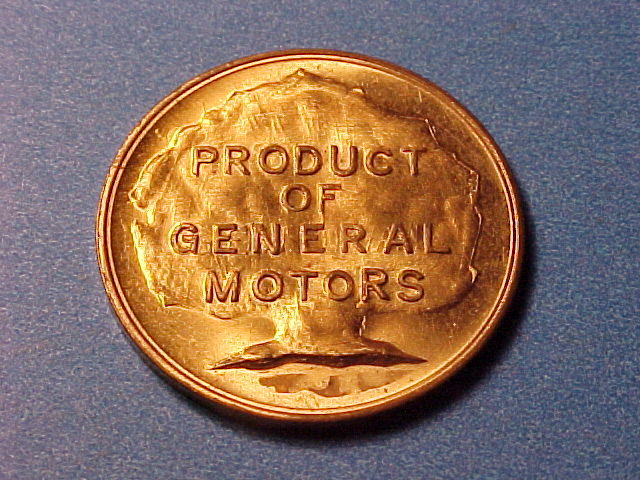 PRODUCT
OF
GENERAL
MOTORS